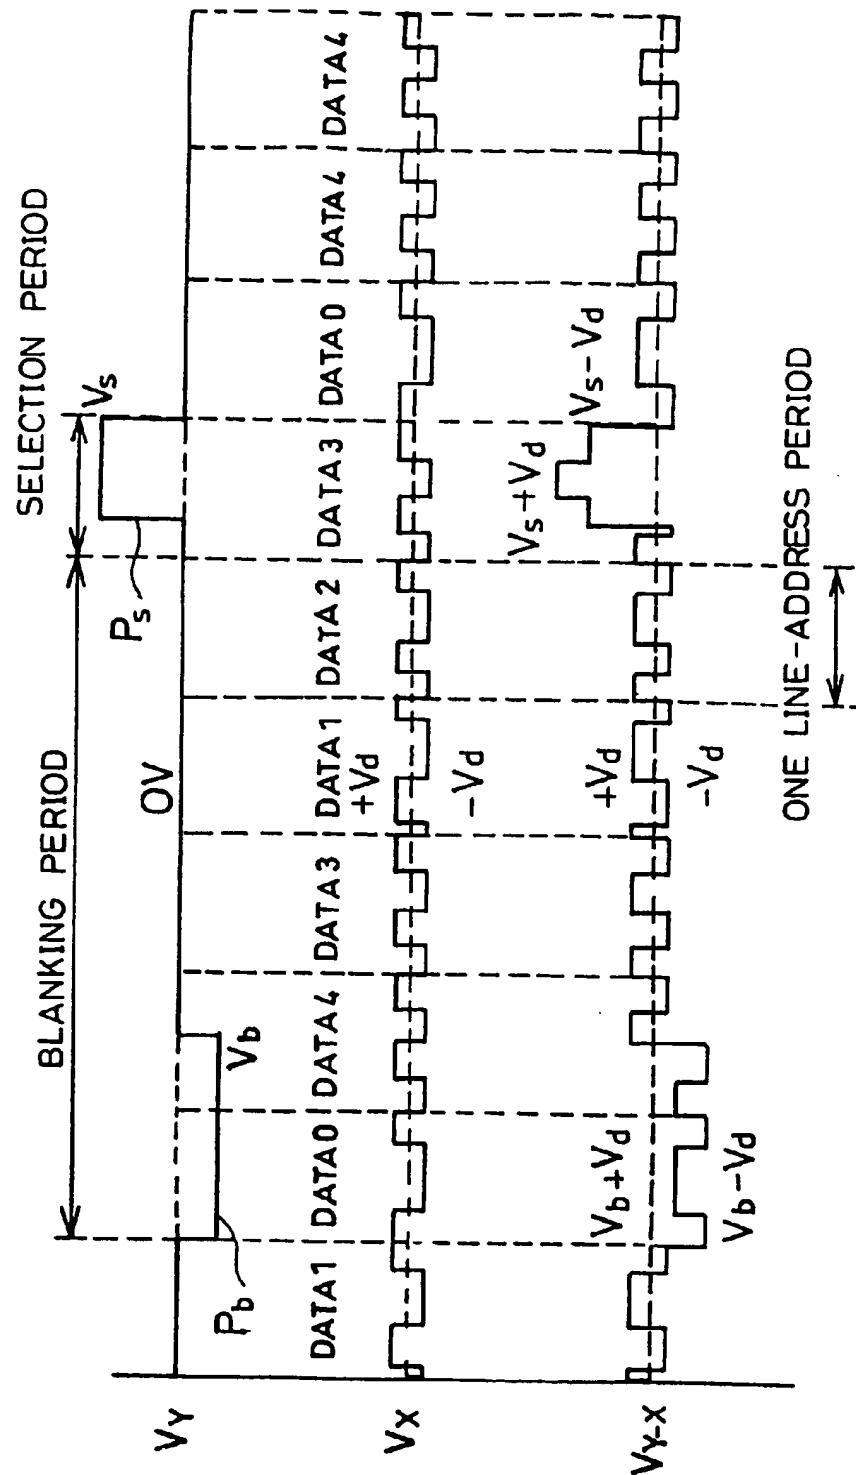 BLANKING PERIOD
SELECTION PERIOD
VY
Pb
Vb
0V
Ps
Vs
DATA1 DATA0 DATA4 DATA3 DATA1 DATA2 DATA3 DATA0 DATA4 DATA4
VX
+Vd
-Vd
VY-X
Vb+Vd
Vb-Vd
+Vd
-Vd
Vs+Vd
Vs-Vd
ONE LINE-ADDRESS PERIOD